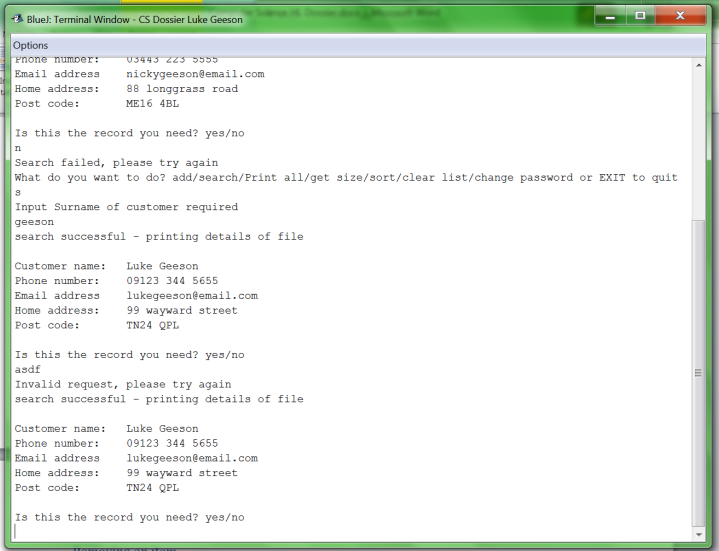 BlueJ: Terminal Window - CS Dossier Luke Geeson
Options
Phone number: 03443 223 5555
Email address nickygeeson@email.com
Home address: 88 longgrass road
Post code: ME16 4BL
Is this the record you need? yes/no
n
Search failed, please try again
What do you want to do? add/search/Print all/get size/sort/clear list/change password or EXIT to quit
s
Input Surname of customer required
geeson
search successful - printing details of file
Customer name: Luke Geeson
Phone number: 09123 344 5655
Email address lukegeeson@email.com
Home address: 99 wayward street
Post code: TN24 QPL
Is this the record you need? yes/no
asdf
Invalid request, please try again
search successful - printing details of file
Customer name: Luke Geeson
Phone number: 09123 344 5655
Email address lukegeeson@email.com
Home address: 99 wayward street
Post code: TN24 QPL
Is this the record you need? yes/no